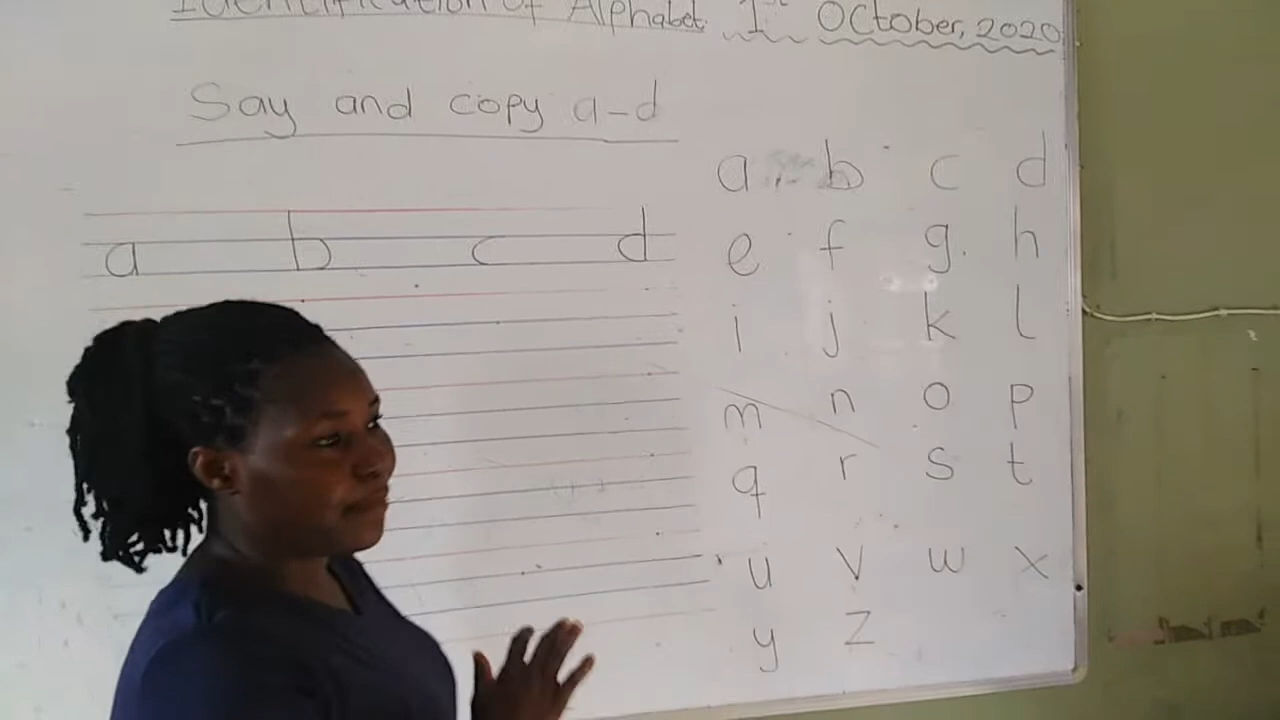 Identification of Alphabet. 1st October, 2020
Say and copy a-d
a b c d
a b c d
e f g h
i j k l
m n o p
q r s t
u v w x
y z